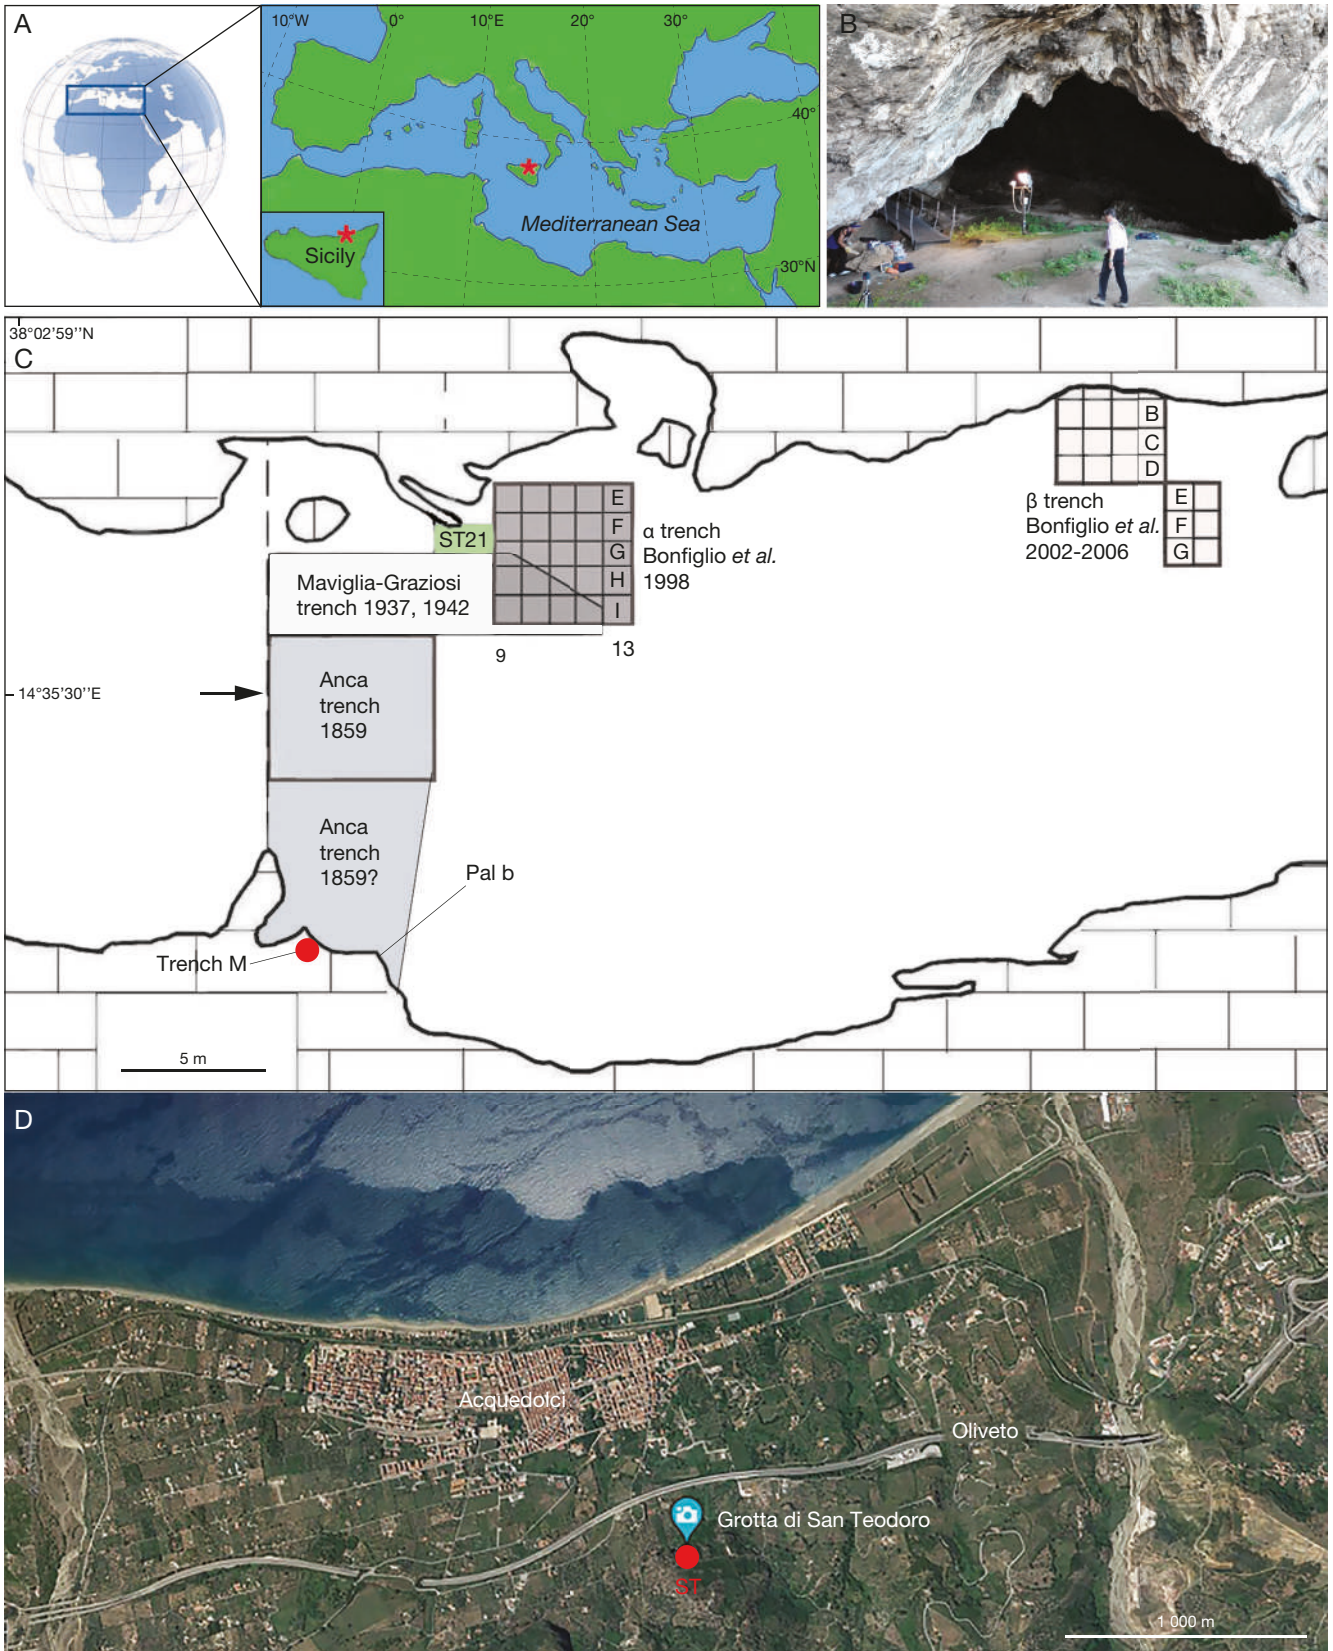 A
10°W
0°
10°E
20°
30°
40°
Mediterranean Sea
30°N
Sicily
B
38°02'59''N
C
B
C
D
E
F
G
β trench
Bonfiglio et al.
2002-2006
E
F
G
H
I
α trench
Bonfiglio et al.
1998
ST21
Maviglia-Graziosi
trench 1937, 1942
9
13
14°35'30''E
Anca
trench
1859
Anca
trench
1859?
Pal b
Trench M
5 m
D
Acquedolci
Oliveto
Grotta di San Teodoro
ST
1 000 m